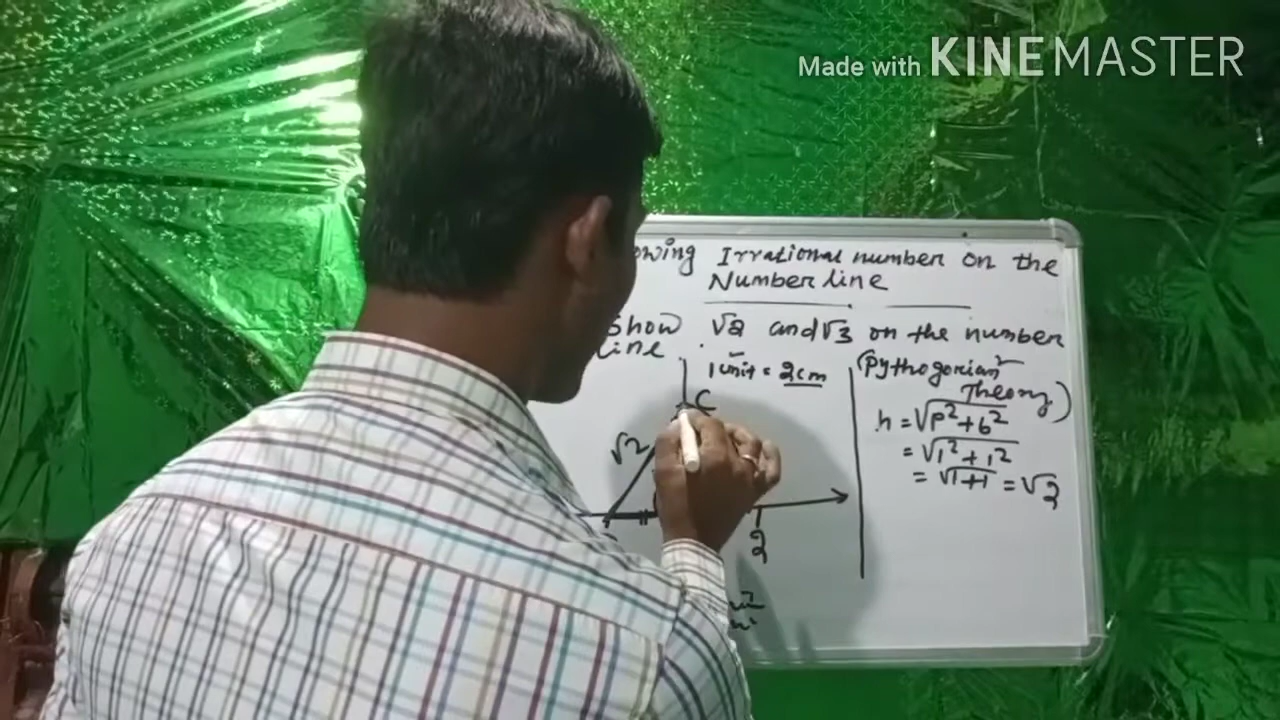 Made with KINEMASTER
owing Irrational number on the
Number line
Show √2 and √3 on the number
line.
1 Unit = 2cm
(Pythogorian
Theory)
C
h = √p²+b²
= √1²+1²
= √1+1 = √2
√2
2